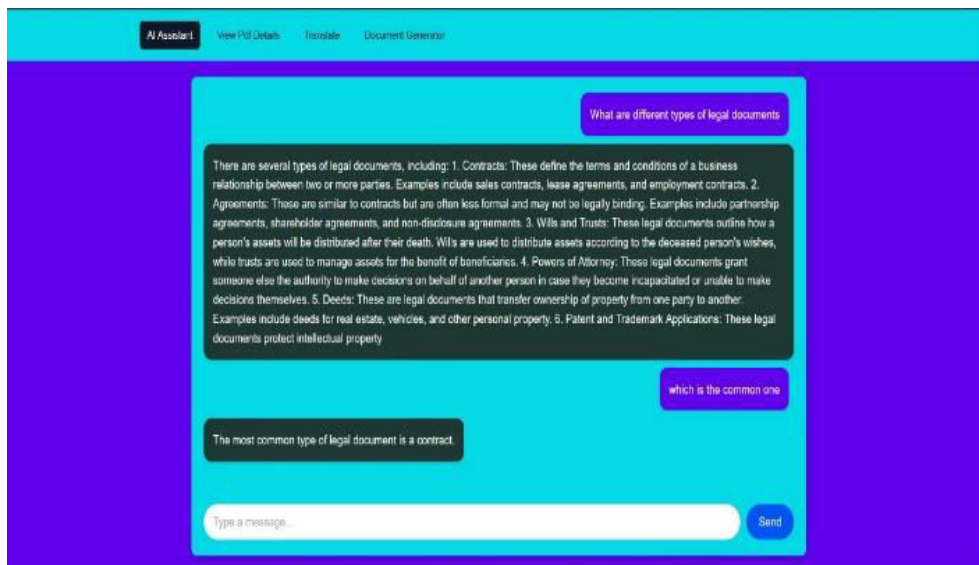 AI Assistant View Pdf Details Translate Document Generator
What are different types of legal documents
There are several types of legal documents, including: 1. Contracts: These define the terms and conditions of a business
relationship between two or more parties. Examples include sales contracts, lease agreements, and employment contracts. 2.
Agreements: These are similar to contracts but are often less formal and may not be legally binding. Examples include partnership
agreements, shareholder agreements, and non-disclosure agreements. 3. Wills and Trusts: These legal documents outline how a
person's assets will be distributed after their death. Wills are used to distribute assets according to the deceased person's wishes,
while trusts are used to manage assets for the benefit of beneficiaries. 4. Powers of Attorney: These legal documents grant
someone else the authority to make decisions on behalf of another person in case they become incapacitated or unable to make
decisions themselves. 5. Deeds: These are legal documents that transfer ownership of property from one party to another.
Examples include deeds for real estate, vehicles, and other personal property. 6. Patent and Trademark Applications: These legal
documents protect intellectual property
which is the common one
The most common type of legal document is a contract.
Type a message...
Send